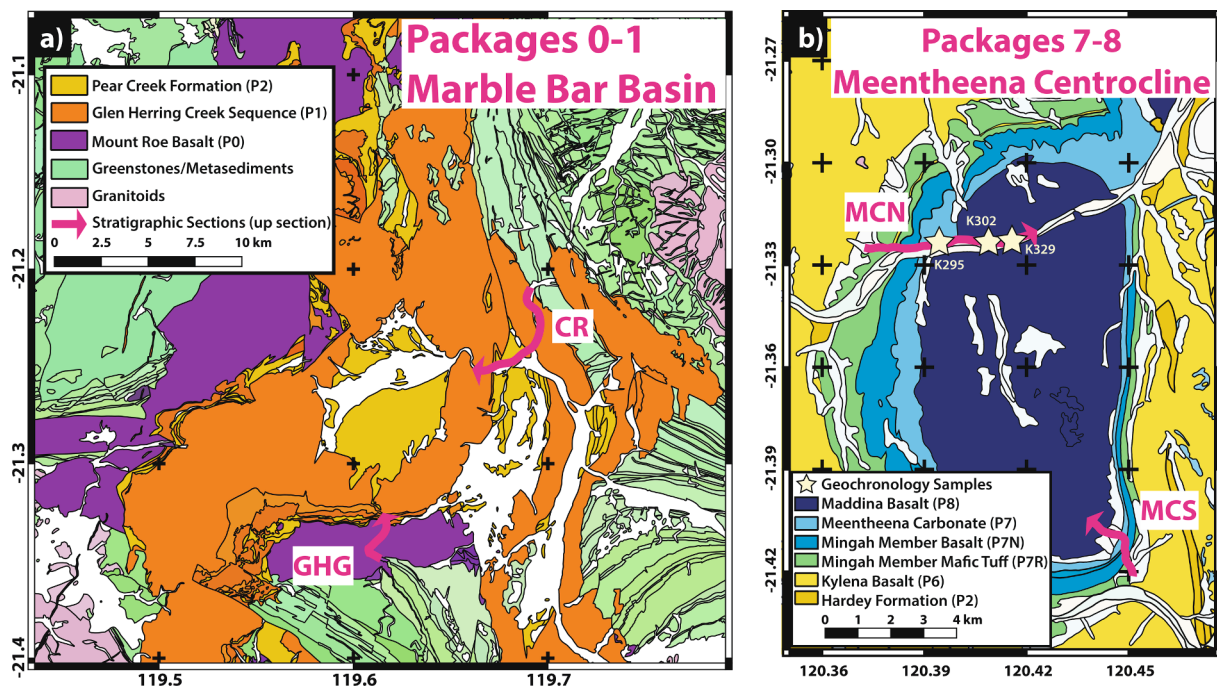 a)
Packages 0-1
Marble Bar Basin
Pear Creek Formation (P2)
Glen Herring Creek Sequence (P1)
Mount Roe Basalt (P0)
Greenstones/Metasediments
Granitoids
Stratigraphic Sections (up section)
0 2.5 5 7.5 10 km
CR
GHG
-21.1
-21.2
-21.3
-21.4
119.5 119.6 119.7
b)
Packages 7-8
Meentheena Centrocline
MCN
K302
K329
K295
MCS
Geochronology Samples
Maddina Basalt (P8)
Meentheena Carbonate (P7)
Mingah Member Basalt (P7N)
Mingah Member Mafic Tuff (P7R)
Kylena Basalt (P6)
Hardey Formation (P2)
0 1 2 3 4 km
-21.27
-21.30
-21.33
-21.36
-21.39
-21.42
120.36 120.39 120.42 120.45